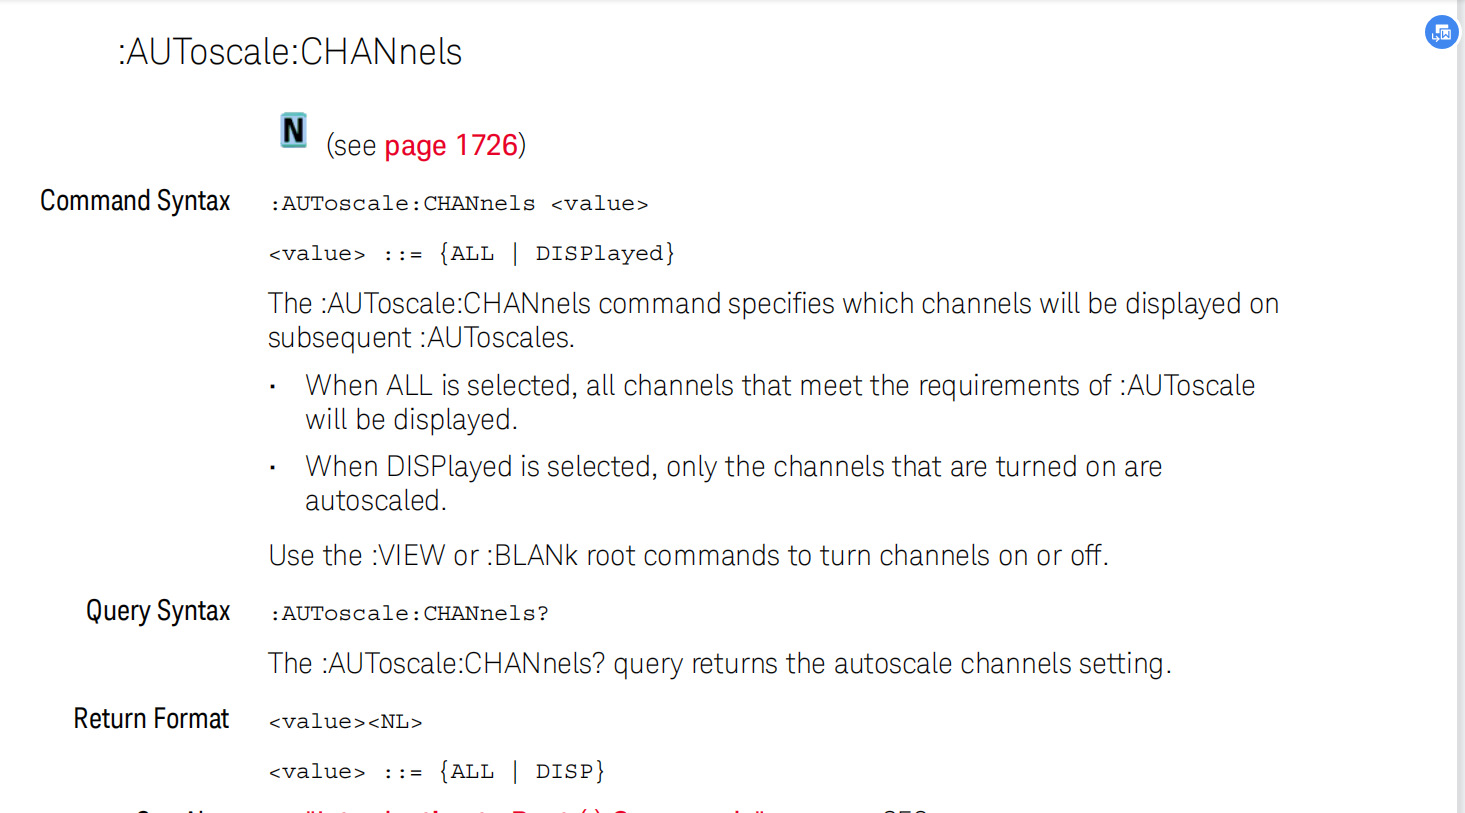 :AUToscale:CHANnels
N (see page 1726)
Command Syntax :AUToscale:CHANnels <value>
<value> ::= {ALL | DISPlayed}
The :AUToscale:CHANnels command specifies which channels will be displayed on
subsequent :AUToscales.
· When ALL is selected, all channels that meet the requirements of :AUToscale
will be displayed.
· When DISPlayed is selected, only the channels that are turned on are
autoscaled.
Use the :VIEW or :BLANk root commands to turn channels on or off.
Query Syntax :AUToscale:CHANnels?
The :AUToscale:CHANnels? query returns the autoscale channels setting.
Return Format <value><NL>
<value> ::= {ALL | DISP}